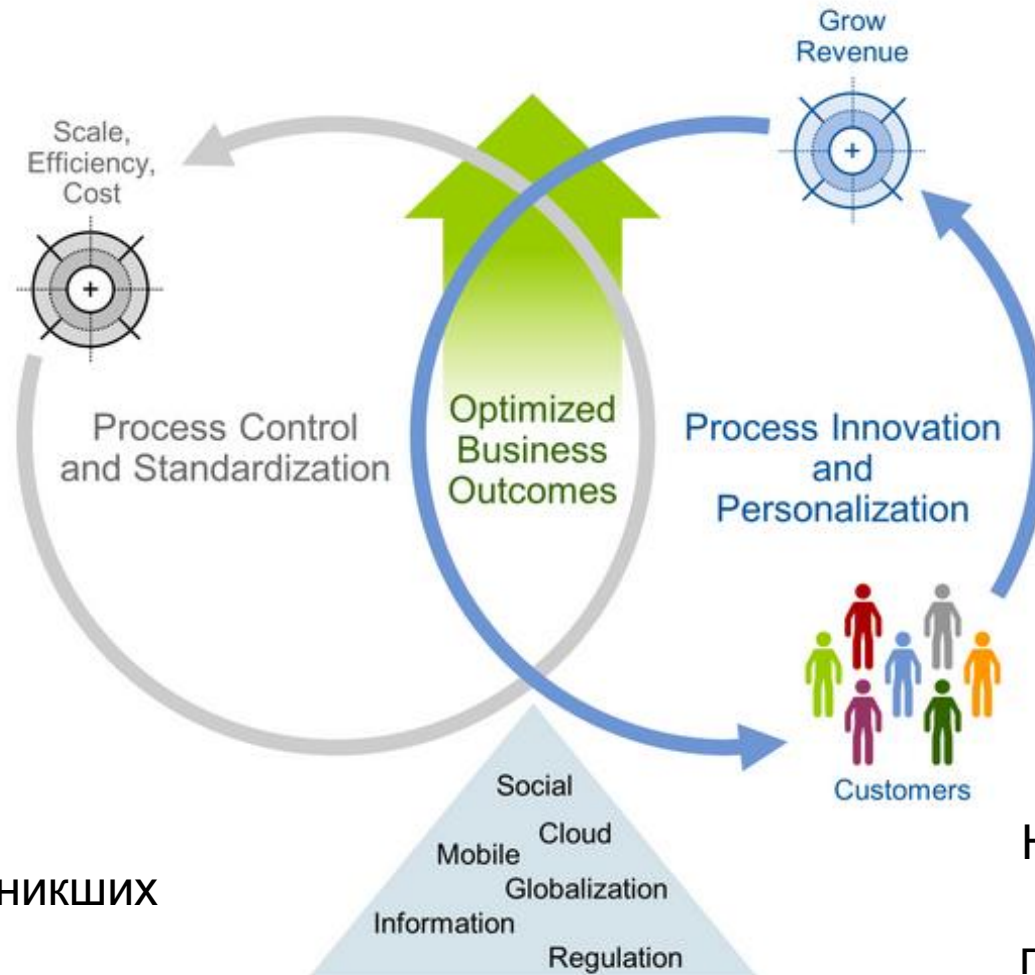 Grow
Revenue
Scale,
Efficiency,
Cost
Process Control
and Standardization
Optimized
Business
Outcomes
Process Innovation
and
Personalization
Customers
Social
Cloud
Mobile
Globalization
Information
Regulation
никших